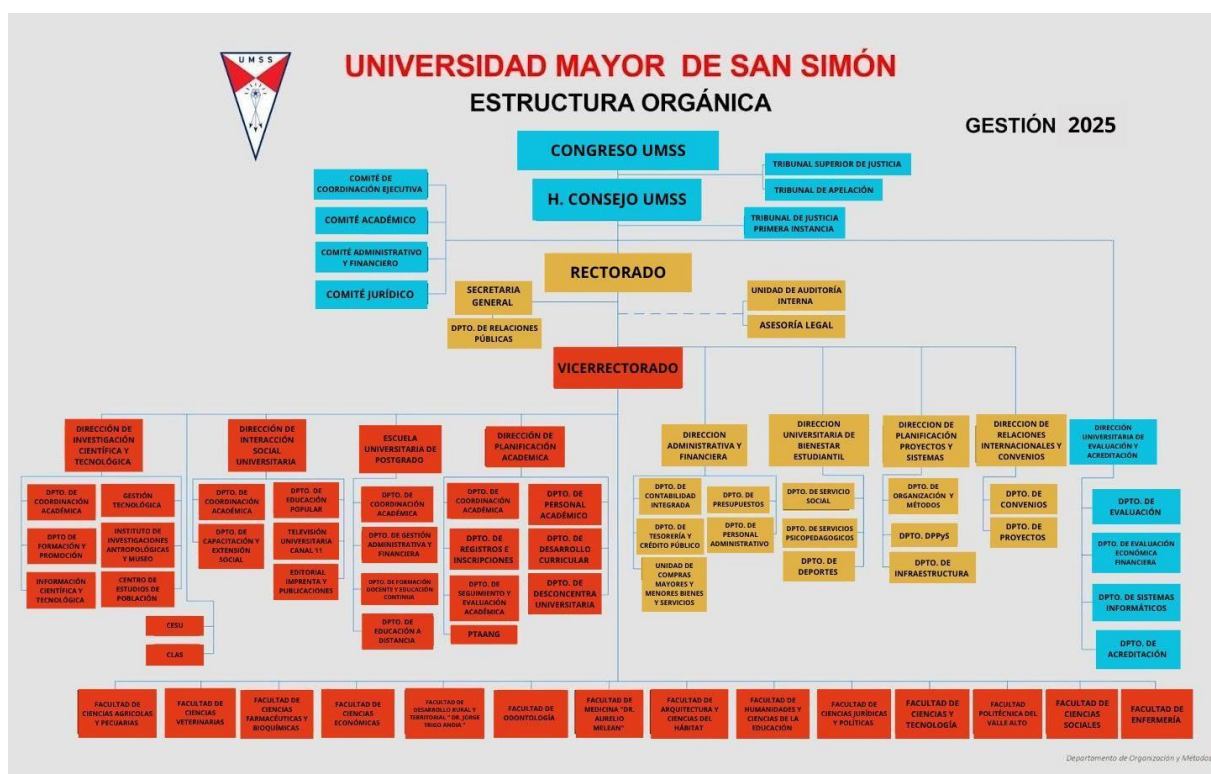 UMSS
UNIVERSIDAD MAYOR DE SAN SIMÓN
ESTRUCTURA ORGÁNICA
GESTIÓN 2025
CONGRESO UMSS
TRIBUNAL SUPERIOR DE JUSTICIA
TRIBUNAL DE APELACIÓN
COMITÉ DE
COORDINACIÓN EJECUTIVA
H. CONSEJO UMSS
COMITÉ ACADÉMICO
TRIBUNAL DE JUSTICIA
PRIMERA INSTANCIA
COMITÉ ADMINISTRATIVO
Y FINANCIERO
COMITÉ JURÍDICO
RECTORADO
SECRETARIA
GENERAL
DPTO. DE RELACIONES
PÚBLICAS
UNIDAD DE AUDITORÍA
INTERNA
ASESORÍA LEGAL
VICERRECTORADO
DIRECCIÓN DE
INVESTIGACIÓN
CIENTÍFICA Y
TECNOLÓGICA
DIRECCIÓN DE
INTERACCIÓN
SOCIAL
UNIVERSITARIA
ESCUELA
UNIVERSITARIA DE
POSTGRADO
DIRECCIÓN DE
PLANIFICACIÓN
ACADEMICA
DIRECCION
ADMINISTRATIVA Y
FINANCIERA
DIRECCION
UNIVERSITARIA DE
BIENESTAR
ESTUDIANTIL
DIRECCION DE
PLANIFICACIÓN
PROYECTOS Y
SISTEMAS
DIRECCION DE
RELACIONES
INTERNACIONALES Y
CONVENIOS
DIRECCIÓN
UNIVERSITARIA DE
EVALUACIÓN Y
ACREDITACIÓN
DPTO. DE
COORDINACIÓN
ACADÉMICA
GESTIÓN
TECNOLÓGICA
DPTO DE
FORMACIÓN Y
PROMOCIÓN
INSTITUTO DE
INVESTIGACIONES
ANTROPOLÓGICAS
Y MUSEO
INFORMACIÓN
CIENTÍFICA Y
TECNOLÓGICA
CENTRO DE
ESTUDIOS DE
POBLACIÓN
CESU
CLAS
DPTO. DE
COORDINACIÓN
ACADÉMICA
DPTO. DE
EDUCACIÓN
POPULAR
DPTO. DE
CAPACITACIÓN Y
EXTENSIÓN
SOCIAL
TELEVISIÓN
UNIVERSITARIA
CANAL 11
EDITORIAL
IMPRENTA Y
PUBLICACIONES
DPTO. DE
COORDINACIÓN
ACADÉMICA
DPTO. DE GESTIÓN
ADMINISTRATIVA Y
FINANCIERA
DPTO. DE FORMACIÓN
DOCENTE Y EDUCACIÓN
CONTINUA
DPTO. DE
EDUCACIÓN A
DISTANCIA
DPTO. DE
COORDINACIÓN
ACADÉMICA
DPTO. DE
PERSONAL
ACADÉMICO
DPTO. DE
REGISTROS E
INSCRIPCIONES
DPTO. DE
DESARROLLO
CURRICULAR
DPTO. DE
SEGUIMIENTO Y
EVALUACIÓN
ACADÉMICA
DPTO. DE
DESCONCENTRA
UNIVERSITARIA
PTAANG
DPTO. DE
CONTABILIDAD
INTEGRADA
DPTO. DE
PRESUPUESTOS
DPTO. DE
TESORERÍA Y
CRÉDITO PÚBLICO
DPTO. DE
PERSONAL
ADMINISTRATIVO
UNIDAD DE
COMPRAS
MAYORES Y
MENORES BIENES
Y SERVICIOS
DPTO. DE SERVICIO
SOCIAL
DPTO. DE SERVICIOS
PSICOPEDAGOGICOS
DPTO. DE
DEPORTES
DPTO. DE
ORGANIZACIÓN Y
MÉTODOS
DPTO. DPPyS
DPTO. DE
INFRAESTRUCTURA
DPTO. DE
CONVENIOS
DPTO. DE
PROYECTOS
DPTO. DE
EVALUACIÓN
DPTO. DE EVALUACIÓN
ECONÓMICA
FINANCIERA
DPTO. DE SISTEMAS
INFORMÁTICOS
DPTO. DE
ACREDITACIÓN
FACULTAD DE
CIENCIAS AGRICOLAS
Y PECUARIAS
FACULTAD DE
CIENCIAS
VETERINARIAS
FACULTAD DE
CIENCIAS
FARMACÉUTICAS Y
BIOQUÍMICAS
FACULTAD DE
CIENCIAS
ECONÓMICAS
FACULTAD DE
DESARROLLO RURAL Y
TERRITORIAL " DR. JORGE
TRIGO ANDIA "
FACULTAD DE
ODONTOLOGÍA
FACULTAD DE
MEDICINA "DR.
AURELIO
MELEAN"
FACULTAD DE
ARQUITECTURA Y
CIENCIAS DEL
HÁBITAT
FACULTAD DE
HUMANIDADES Y
CIENCIAS DE LA
EDUCACIÓN
FACULTAD DE
CIENCIAS JURÍDICAS
Y POLÍTICAS
FACULTAD DE
CIENCIAS Y
TECNOLOGÍA
FACULTAD
POLITÉCNICA DEL
VALLE ALTO
FACULTAD DE
CIENCIAS
SOCIALES
FACULTAD DE
ENFERMERÍA
Departamento de Organización y Métodos